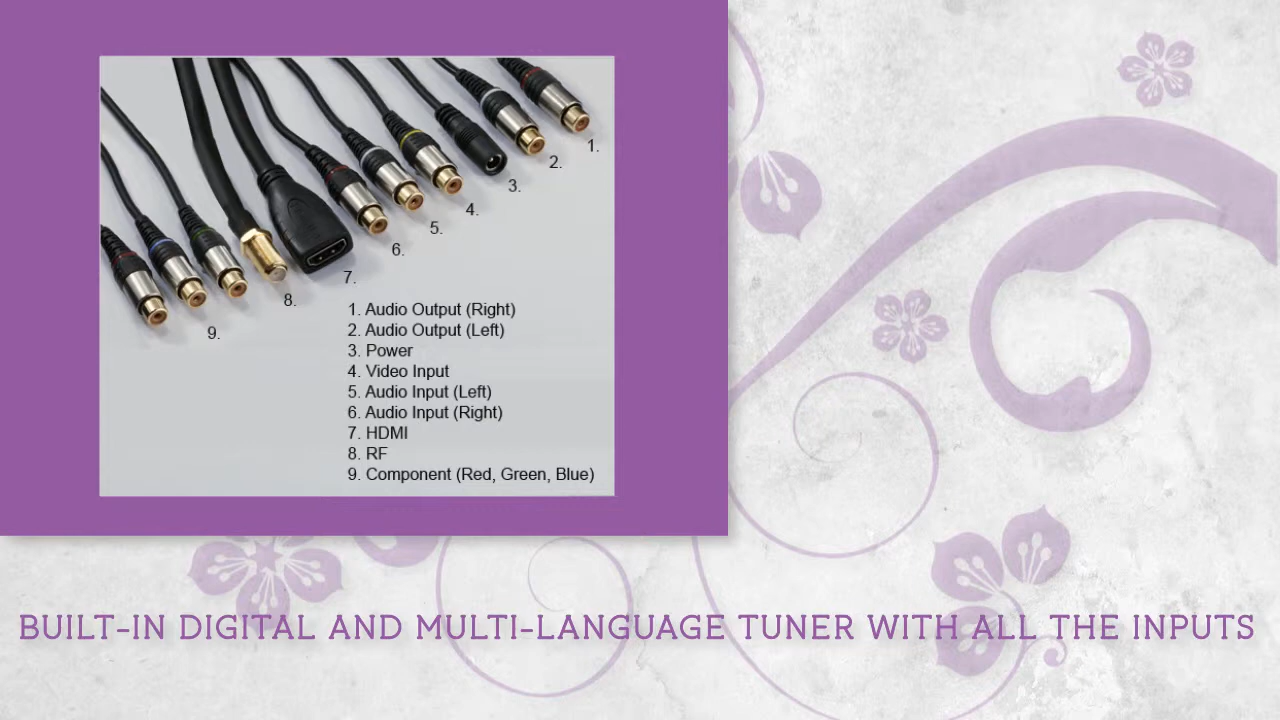 1.
2.
3.
4.
5.
6.
7.
8.
9.
1. Audio Output (Right)
2. Audio Output (Left)
3. Power
4. Video Input
5. Audio Input (Left)
6. Audio Input (Right)
7. HDMI
8. RF
9. Component (Red, Green, Blue)
BUILT-IN DIGITAL AND MULTI-LANGUAGE TUNER WITH ALL THE INPUTS